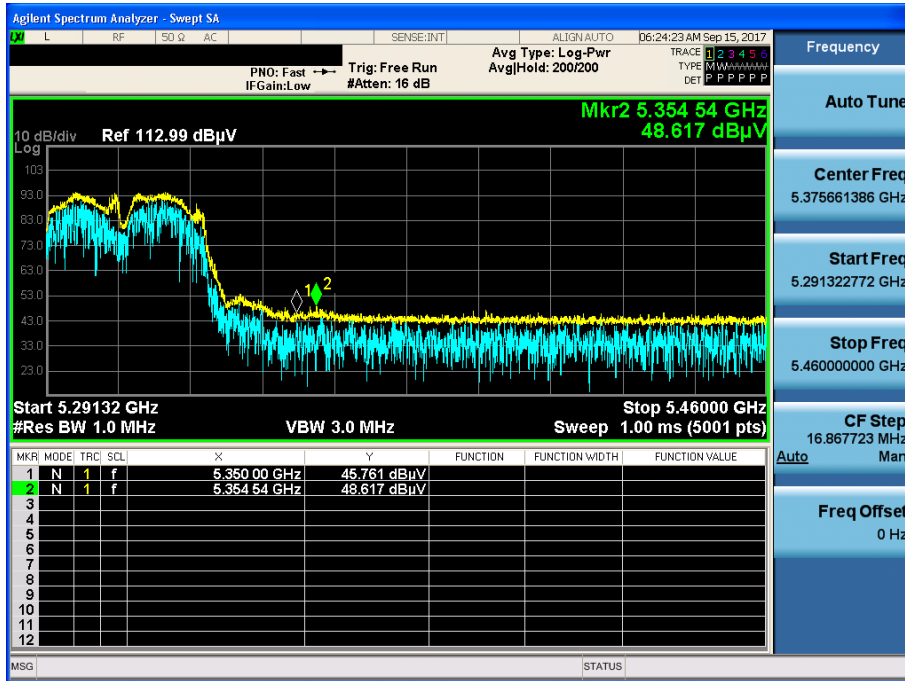 Agilent Spectrum Analyzer - Swept SA
LXI L RF 50 Ω AC SENSE:INT ALIGN AUTO 06:24:23 AM Sep 15, 2017
PNO: Fast Trig: Free Run Avg Type: Log-Pwr TRACE 1 2 3 4 5 6
IFGain:Low #Atten: 16 dB Avg|Hold: 200/200 TYPE M W
DET P P P P P P
Mkr2 5.354 54 GHz
48.617 dBµV
10 dB/div Ref 112.99 dBµV
Log
103
93.0
83.0
73.0
63.0
53.0
43.0
33.0
23.0
1 2
Start 5.29132 GHz Stop 5.46000 GHz
#Res BW 1.0 MHz VBW 3.0 MHz Sweep 1.00 ms (5001 pts)
MKR MODE TRC SCL X Y FUNCTION FUNCTION WIDTH FUNCTION VALUE
1 N 1 f 5.350 00 GHz 45.761 dBµV
2 N 1 f 5.354 54 GHz 48.617 dBµV
3
4
5
6
7
8
9
10
11
12
MSG STATUS
Frequency
Auto Tune
Center Freq
5.375661386 GHz
Start Freq
5.291322772 GHz
Stop Freq
5.460000000 GHz
CF Step
16.867723 MHz
Auto Man
Freq Offset
0 Hz